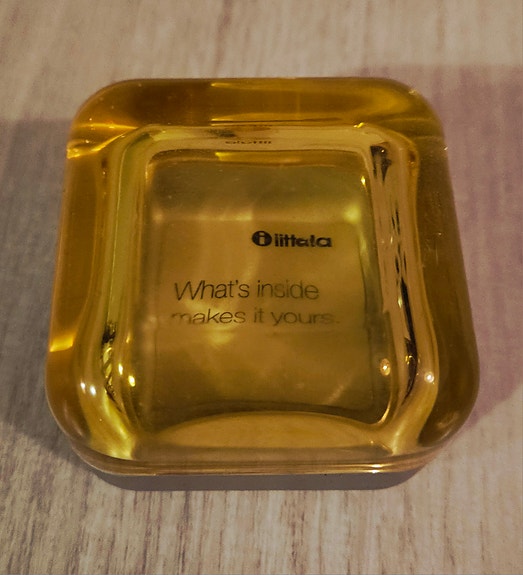 iittala
What's inside
makes it yours.